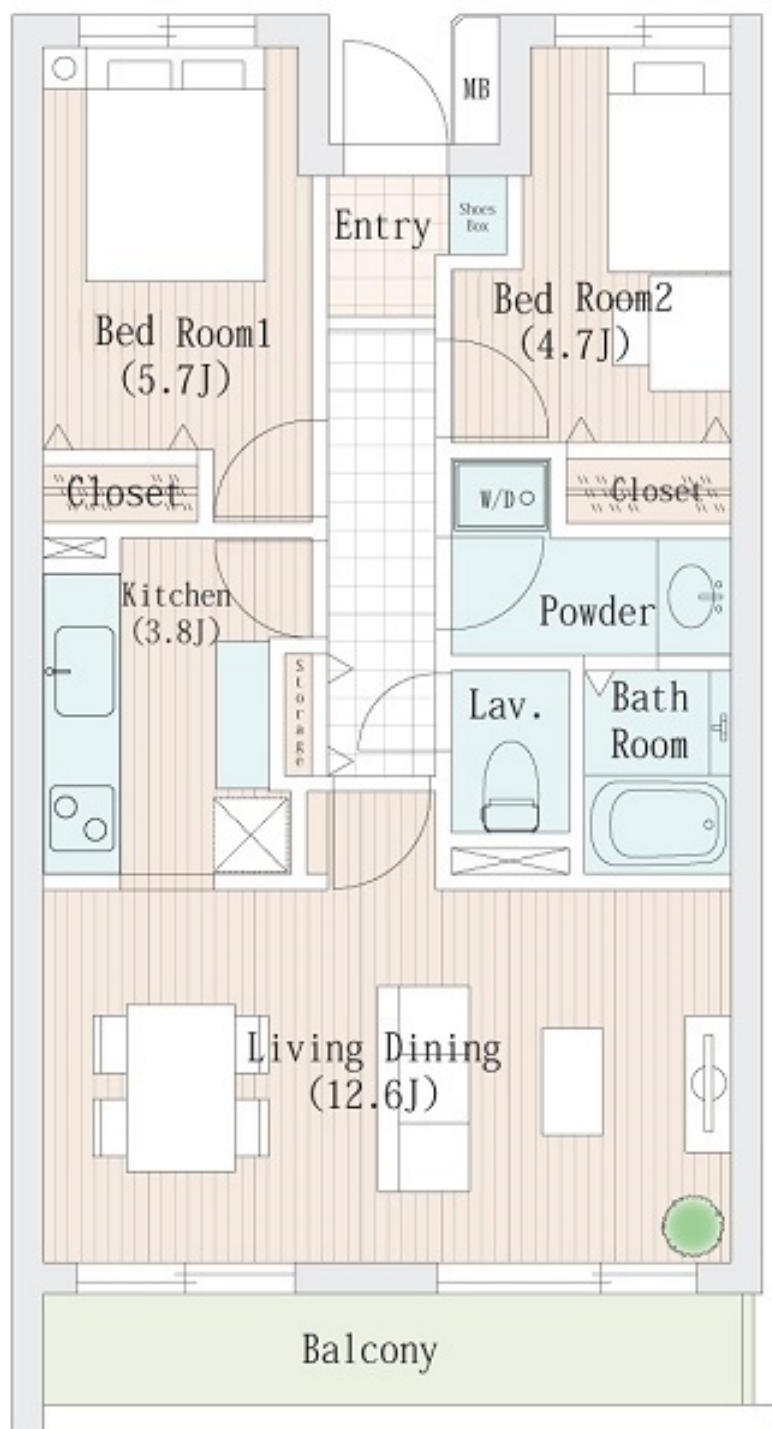 MB
Entry
Shoes
Box
Bed Room1
(5.7J)
Bed Room2
(4.7J)
Closet
W/D
Closet
Kitchen
(3.8J)
Powder
Storage
Lav.
Bath
Room
Living Dining
(12.6J)
Balcony